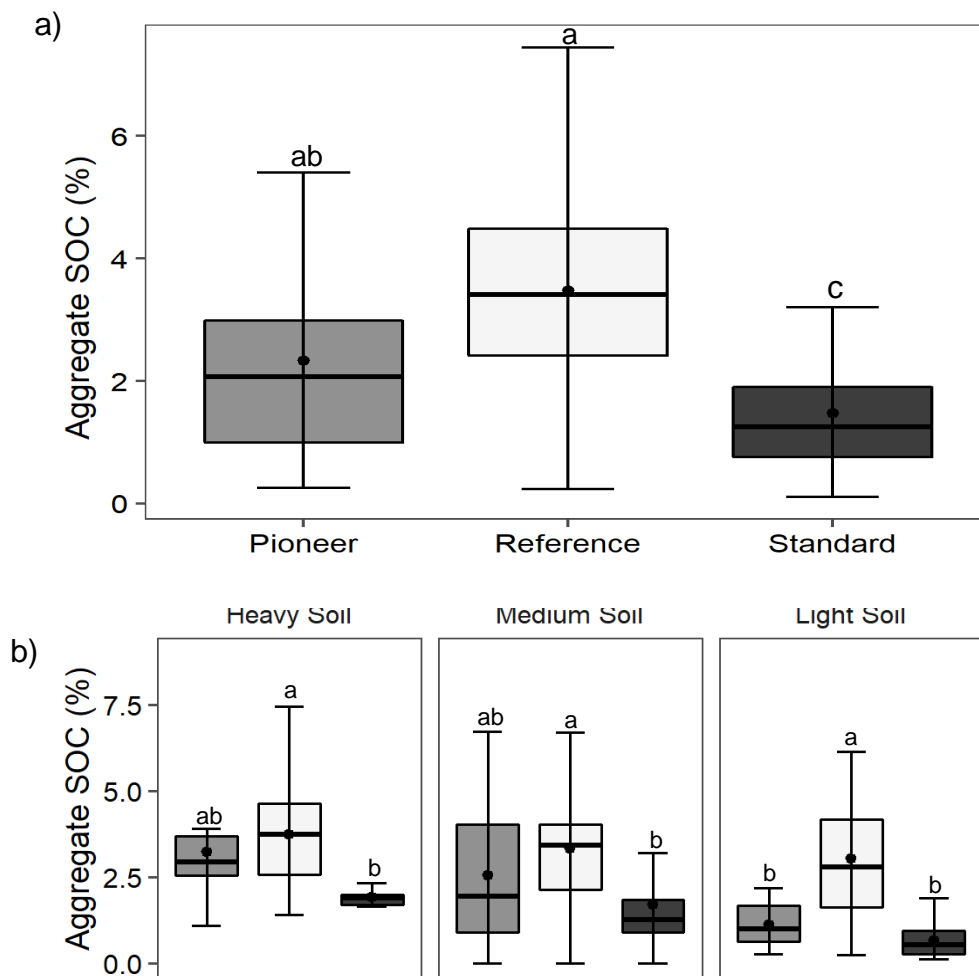 a)
Aggregate SOC (%)
6
4
2
0
ab
a
c
Pioneer Reference Standard
b)
Heavy Soil Medium Soil Light Soil
Aggregate SOC (%)
7.5
5.0
2.5
0.0
ab a b
ab a b
b a b